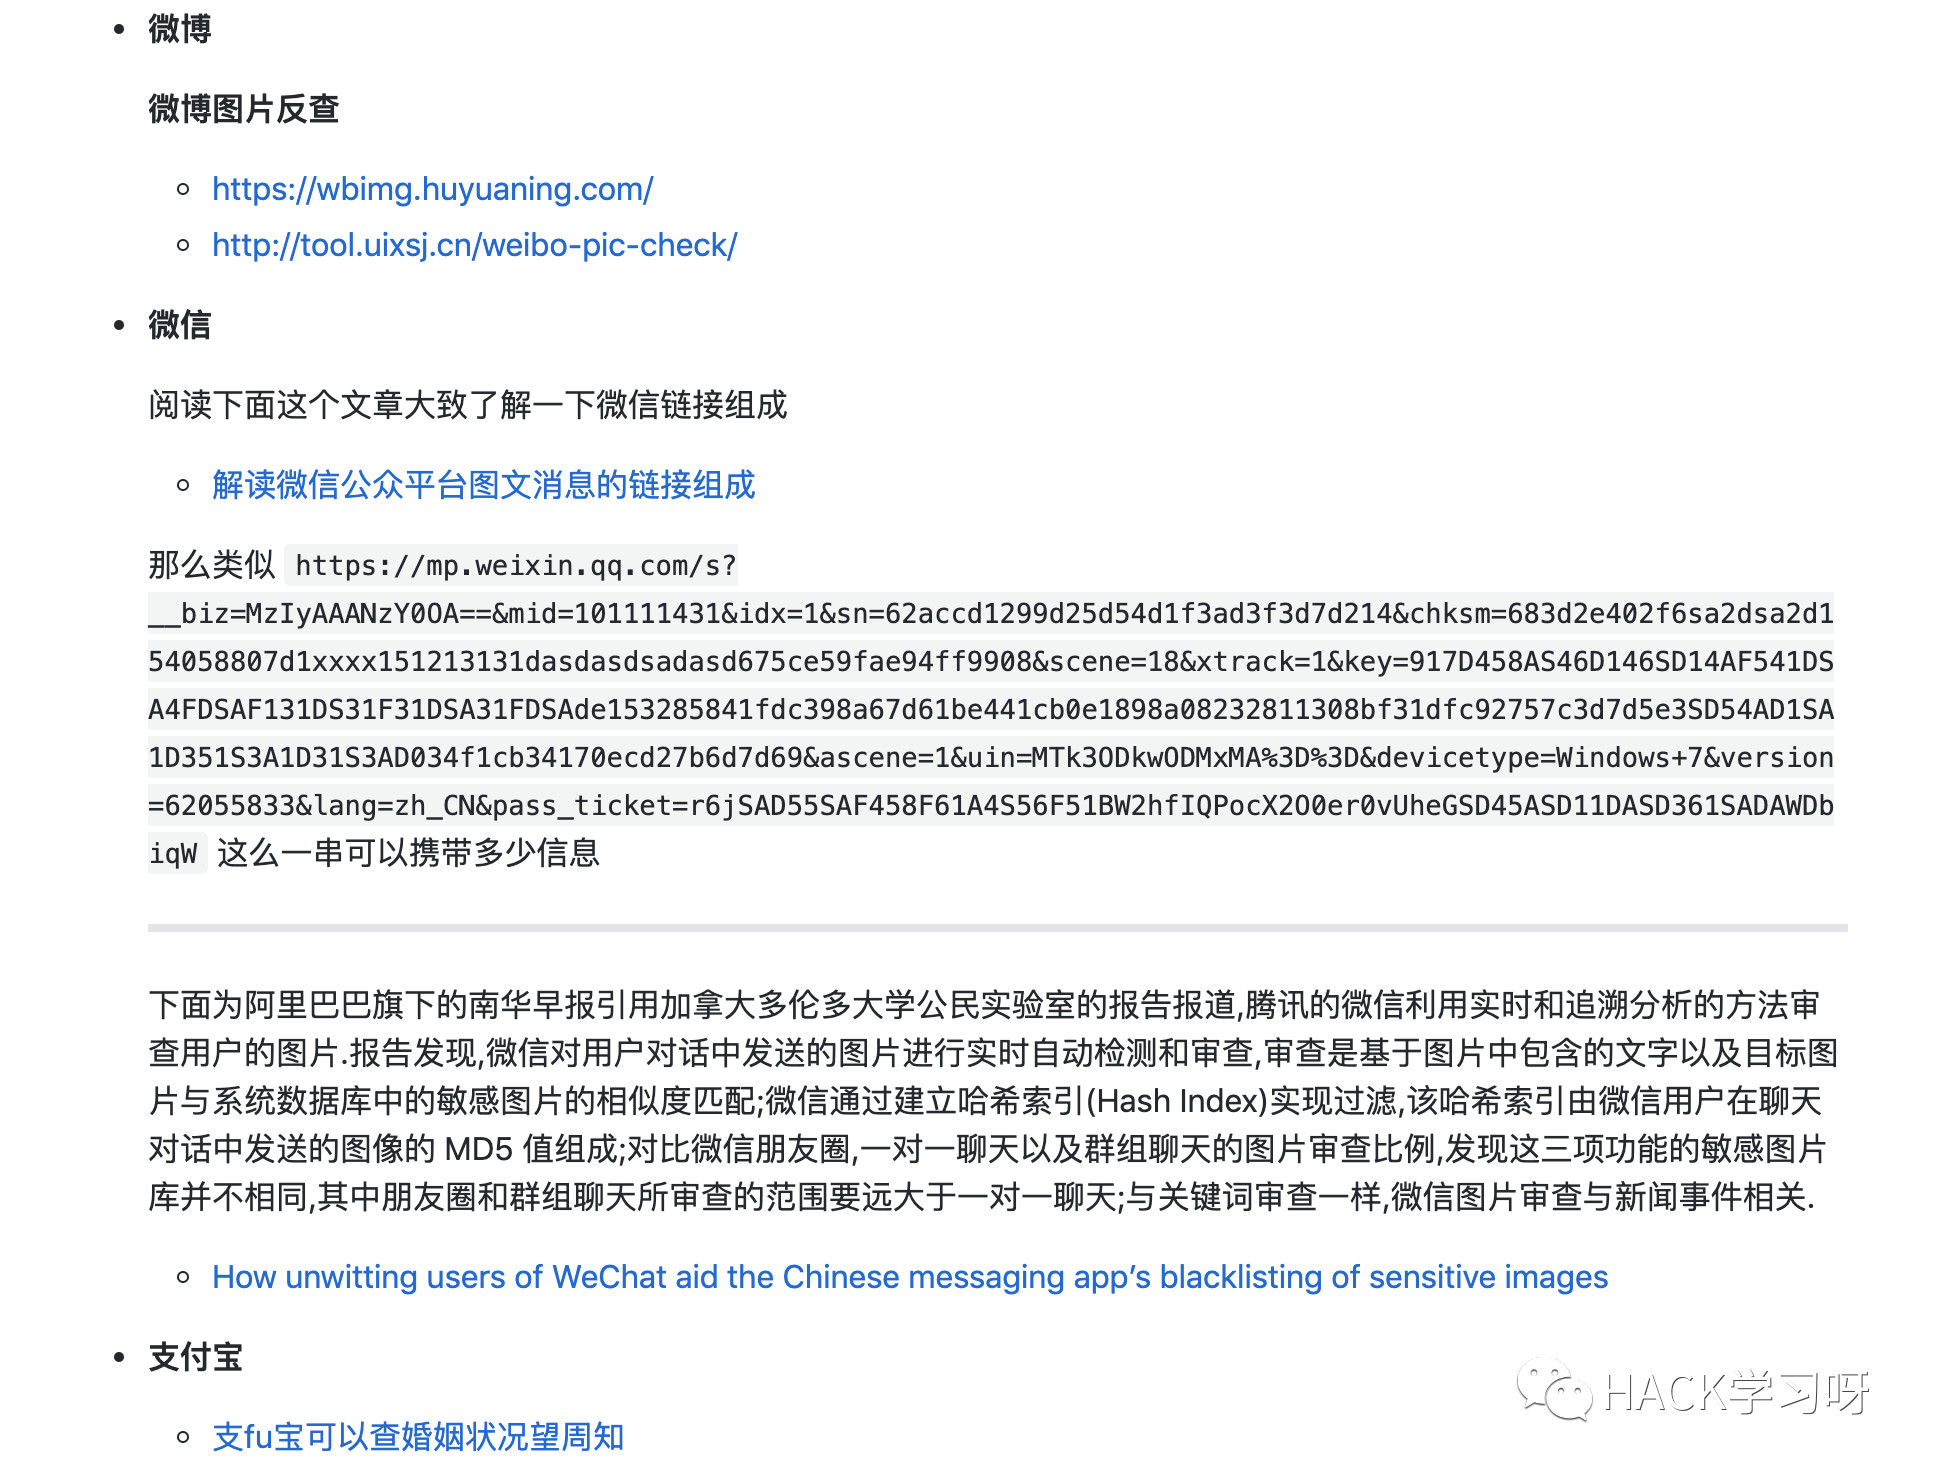 微博
微博图片反查
https://wbimg.huyuaning.com/
http://tool.uixsj.cn/weibo-pic-check/
微信
阅读下面这个文章大致了解一下微信链接组成
解读微信公众平台图文消息的链接组成
那么类似 https://mp.weixin.qq.com/s?
__biz=MzIyAAANzY0OA==&mid=101111431&idx=1&sn=62accd1299d25d54d1f3ad3f3d7d214&chksm=683d2e402f6sa2dsa2d1
54058807d1xxxx151213131dasdasdsadasd675ce59fae94ff9908&scene=18&xtrack=1&key=917D458AS46D146SD14AF541DS
A4FDSAF131DS31F31DSA31FDSAde153285841fdc398a67d61be441cb0e1898a08232811308bf31dfc92757c3d7d5e3SD54AD1SA
1D351S3A1D31S3AD034f1cb34170ecd27b6d7d69&ascene=1&uin=MTk3ODkwODMxMA%3D%3D&devicetype=Windows+7&version
=62055833&lang=zh_CN&pass_ticket=r6jSAD55SAF458F61A4S56F51BW2hfIQPocX2O0er0vUheGSD45ASD11DASD361SADAWDb
iqW 这么一串可以携带多少信息
下面为阿里巴巴旗下的南华早报引用加拿大多伦多大学公民实验室的报告报道,腾讯的微信利用实时和追溯分析的方法审
查用户的图片.报告发现,微信对用户对话中发送的图片进行实时自动检测和审查,审查是基于图片中包含的文字以及目标图
片与系统数据库中的敏感图片的相似度匹配;微信通过建立哈希索引(Hash Index)实现过滤,该哈希索引由微信用户在聊天
对话中发送的图像的 MD5 值组成;对比微信朋友圈,一对一聊天以及群组聊天的图片审查比例,发现这三项功能的敏感图片
库并不相同,其中朋友圈和群组聊天所审查的范围要远大于一对一聊天;与关键词审查一样,微信图片审查与新闻事件相关.
How unwitting users of WeChat aid the Chinese messaging app’s blacklisting of sensitive images
支付宝
支fu宝可以查婚姻状况望周知
HACK学习呀